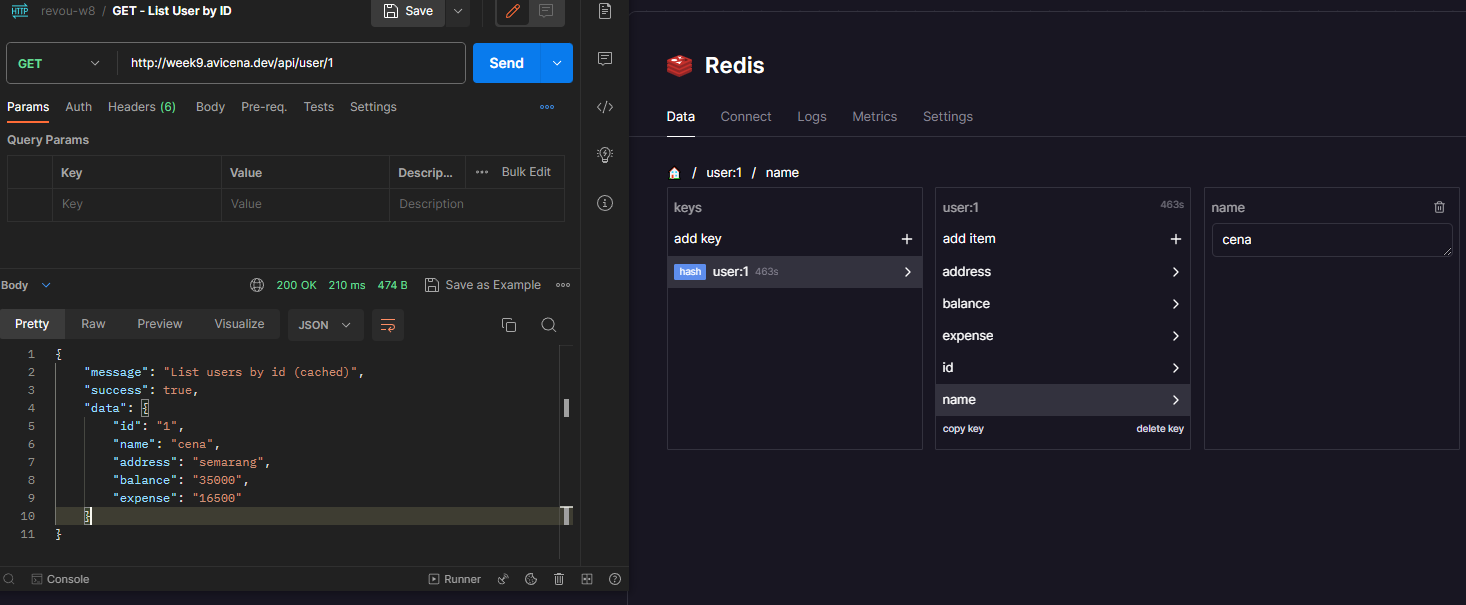 HTTP revou-w8 / GET - List User by ID Save
GET http://week9.avicena.dev/api/user/1 Send
Params Auth Headers (6) Body Pre-req. Tests Settings
Query Params
Key Value Descrip... Bulk Edit
Key Value Description
Body 200 OK 210 ms 474 B Save as Example
Pretty Raw Preview Visualize JSON
1 {
2 "message": "List users by id (cached)",
3 "success": true,
4 "data": {
5 "id": "1",
6 "name": "cena",
7 "address": "semarang",
8 "balance": "35000",
9 "expense": "16500"
10 }
11 }
Console Runner
Redis
Data Connect Logs Metrics Settings
/ user:1 / name
keys
add key +
hash user:1 463s
user:1 463s
add item +
address
balance
expense
id
name
copy key delete key
name
cena